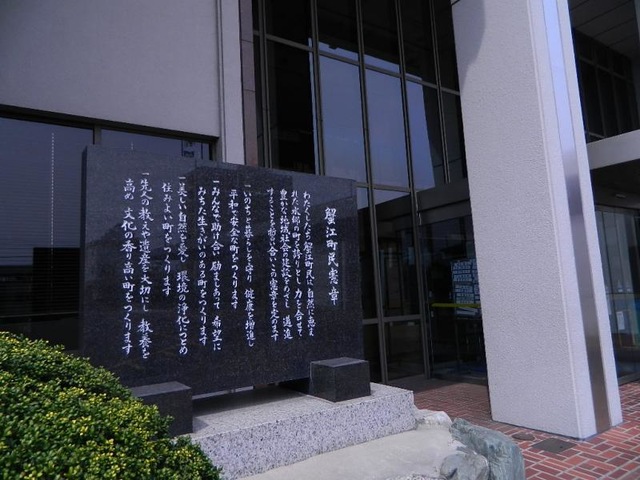 蟹江町民憲章
わたくしたち蟹江町民は自然に恵ま
れた水郷の町を誇りとし 力を合せて
豊かな地域社会の建設をめざし 邁進
することを誓い合いこの憲章を定めます
一いのちと暮らしを守り 健康を増進し
平和で安全な町をつくります
一みんなで助け合い 励ましあって 希望に
みちた生きがいのある町をつくります
一美しい自然を愛し 環境の浄化につとめ
住みよい町をつくります
一先人の教えや遺産を大切にし 教養を
高め 文化の香り高い町をつくります